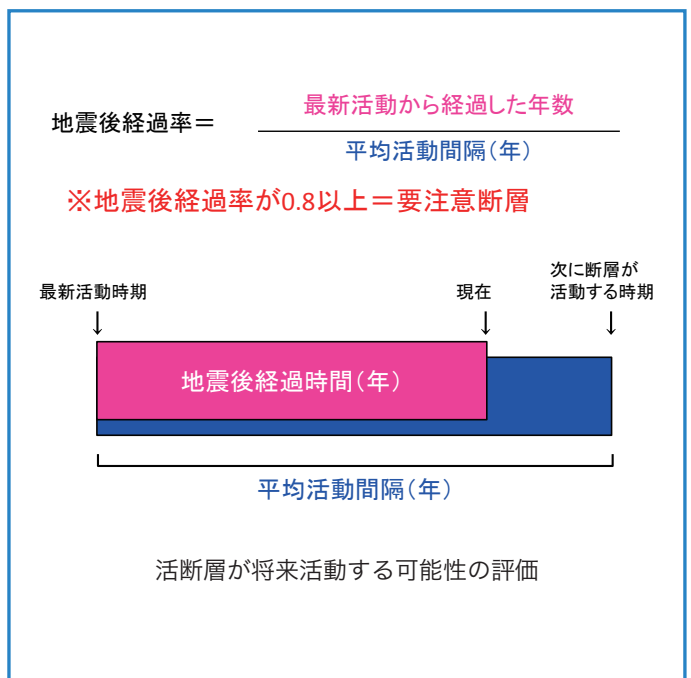 地震後経過率＝
最新活動から経過した年数
平均活動間隔（年）
※地震後経過率が0.8以上＝要注意断層
最新活動時期
現在
次に断層が
活動する時期
地震後経過時間（年）
平均活動間隔（年）
活断層が将来活動する可能性の評価